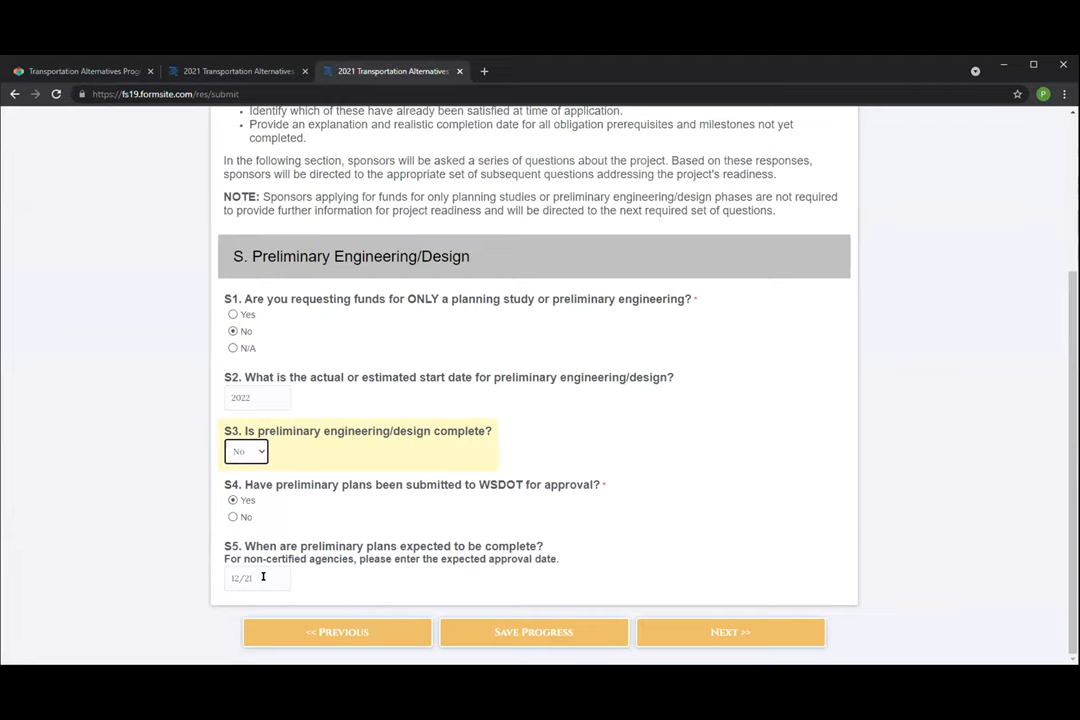 Transportation Alternatives Prog
2021 Transportation Alternatives
2021 Transportation Alternatives
https://fs19.formsite.com/res/submit
P
• Identify which of these have already been satisfied at time of application.
• Provide an explanation and realistic completion date for all obligation prerequisites and milestones not yet
completed.
In the following section, sponsors will be asked a series of questions about the project. Based on these responses,
sponsors will be directed to the appropriate set of subsequent questions addressing the project's readiness.
NOTE: Sponsors applying for funds for only planning studies or preliminary engineering/design phases are not required
to provide further information for project readiness and will be directed to the next required set of questions.
S. Preliminary Engineering/Design
S1. Are you requesting funds for ONLY a planning study or preliminary engineering? *
Yes
No
N/A
S2. What is the actual or estimated start date for preliminary engineering/design?
2022
S3. Is preliminary engineering/design complete?
No
S4. Have preliminary plans been submitted to WSDOT for approval? *
Yes
No
S5. When are preliminary plans expected to be complete?
For non-certified agencies, please enter the expected approval date.
12/21
<< Previous
Save Progress
Next >>